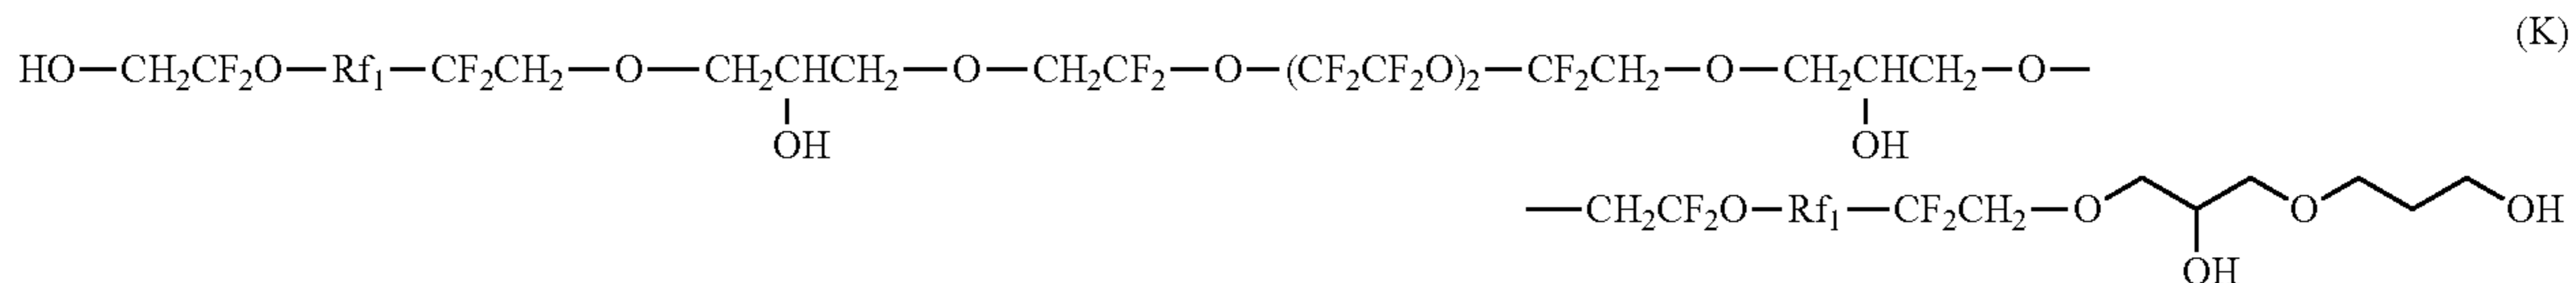 (K)
HO—CH₂CF₂O—Rf₁—CF₂CH₂—O—CH₂CHCH₂—O—CH₂CF₂—O—(CF₂CF₂O)₂—CF₂CH₂—O—CH₂CHCH₂—O—
OH OH
—CH₂CF₂O—Rf₁—CF₂CH₂—O O OH
OH